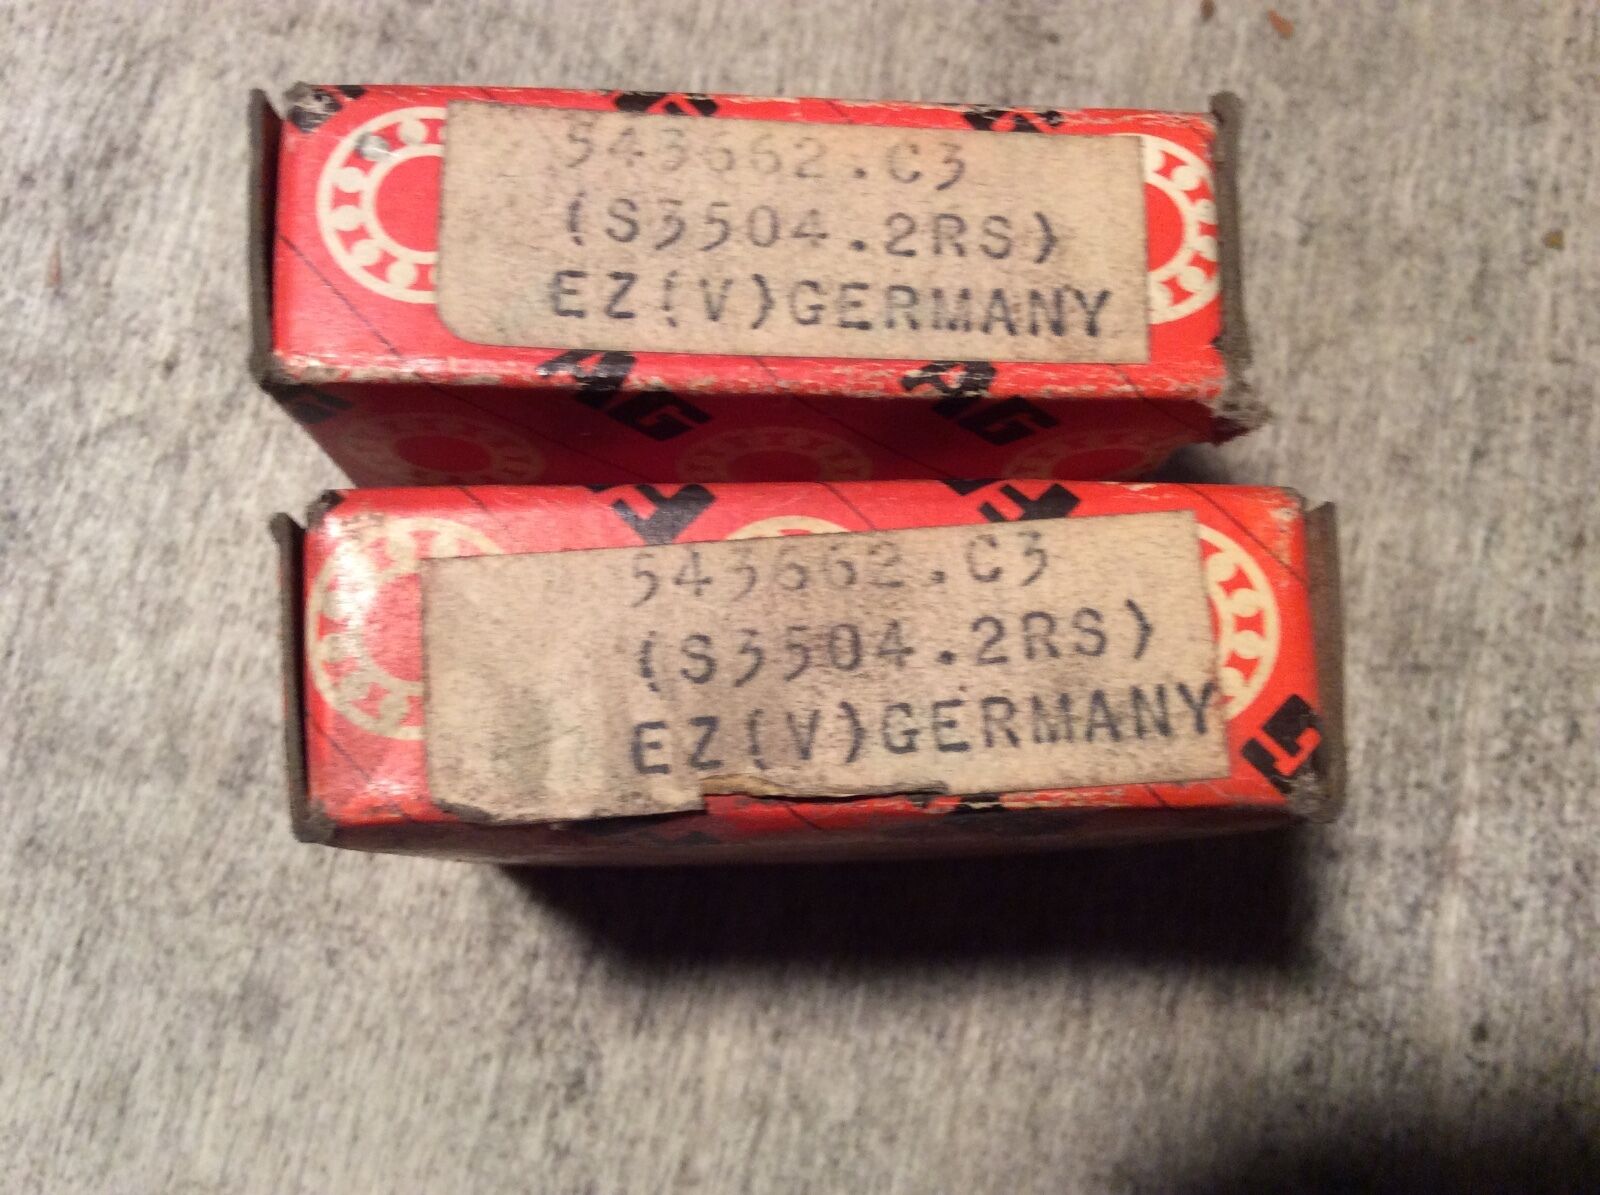 543662.C3
(S3504.2RS)
EZ(V)GERMANY
543662.C3
(S3504.2RS)
EZ(V)GERMANY